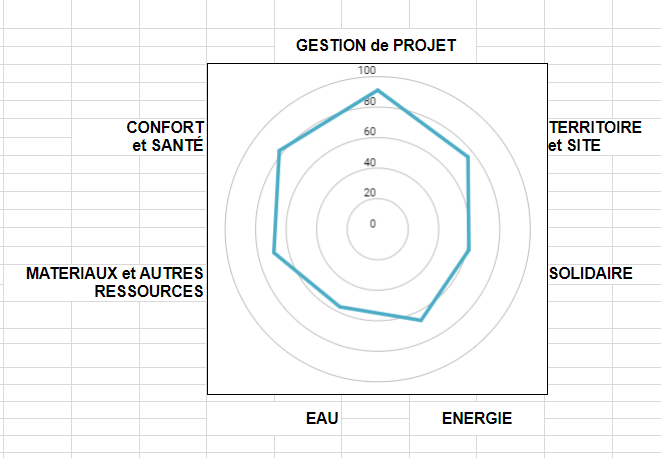 GESTION de PROJET
100
80
60
40
20
0
CONFORT
et SANTÉ
TERRITOIRE
et SITE
MATERIAUX et AUTRES
RESSOURCES
SOLIDAIRE
EAU
ENERGIE